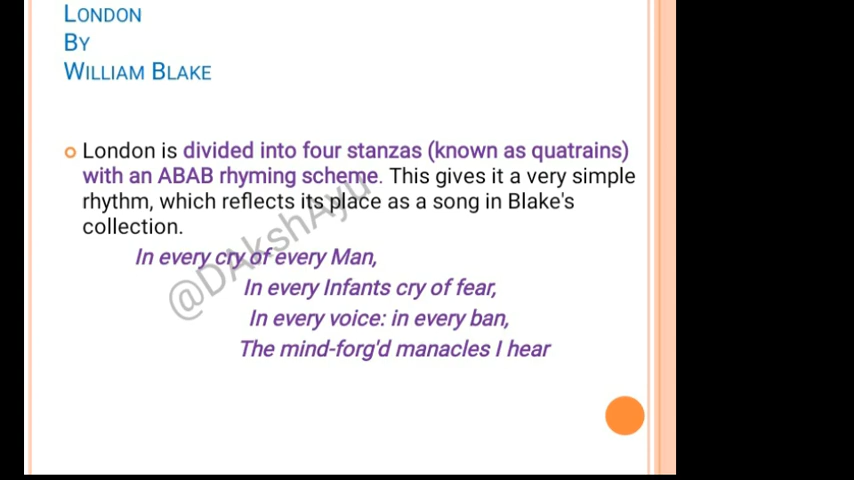 LONDON
BY
WILLIAM BLAKE
London is divided into four stanzas (known as quatrains)
with an ABAB rhyming scheme. This gives it a very simple
rhythm, which reflects its place as a song in Blake's
collection.
In every cry of every Man,
In every Infants cry of fear,
In every voice: in every ban,
The mind-forg'd manacles I hear
@DAkshAyu